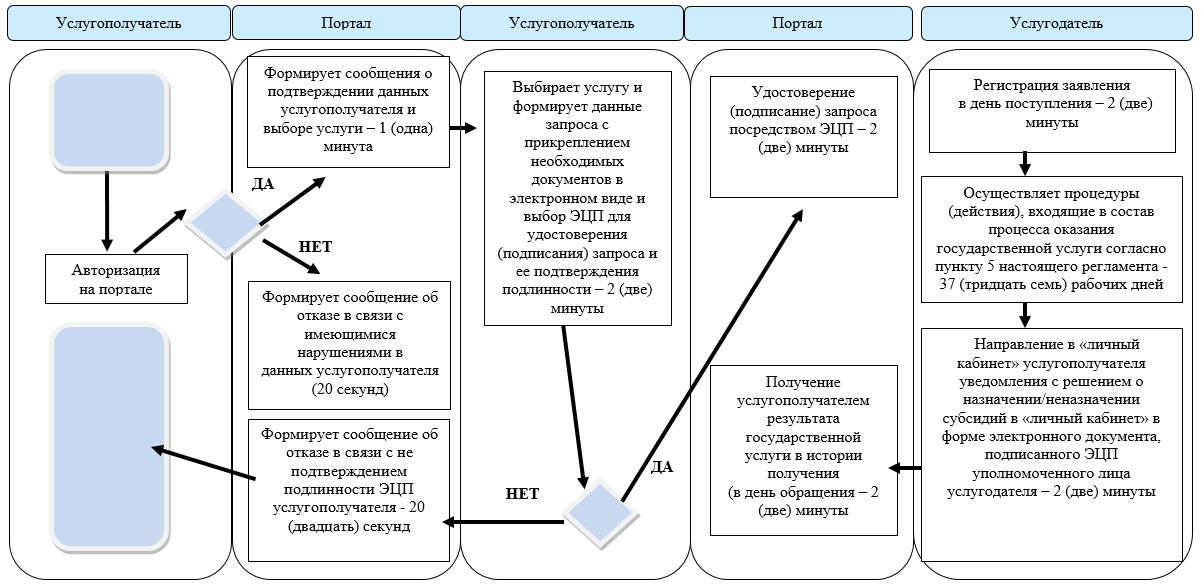 Услугополучатель
Портал
Услугополучатель
Портал
Услугодатель
Авторизация
на портале
ДА
НЕТ
Формирует сообщения о
подтверждении данных
услугополучателя и
выборе услуги – 1 (одна)
минута
Формирует сообщение об
отказе в связи с
имеющимися
нарушениями в
данных услугополучателя
(20 секунд)
Формирует сообщение об
отказе в связи с не
подтверждением
подлинности ЭЦП
услугополучателя - 20
(двадцать) секунд
Выбирает услугу и
формирует данные
запроса с
прикреплением
необходимых
документов в
электронном виде и
выбор ЭЦП для
удостоверения
(подписания) запроса и
ее подтверждения
подлинности – 2 (две)
минуты
НЕТ
ДА
Удостоверение
(подписание) запроса
посредством ЭЦП – 2
(две) минуты
Получение
услугополучателем
результата
государственной
услуги в истории
получения
(в день обращения – 2
(две) минуты
Регистрация заявления
в день поступления – 2 (две)
минуты
Осуществляет процедуры
(действия), входящие в состав
процесса оказания
государственной услуги согласно
пункту 5 настоящего регламента -
37 (тридцать семь) рабочих дней
Направление в «личный
кабинет» услугополучателя
уведомления с решением о
назначении/неназначении
субсидий в «личный кабинет» в
форме электронного документа,
подписанного ЭЦП
уполномоченного лица
услугодателя – 2 (две) минуты